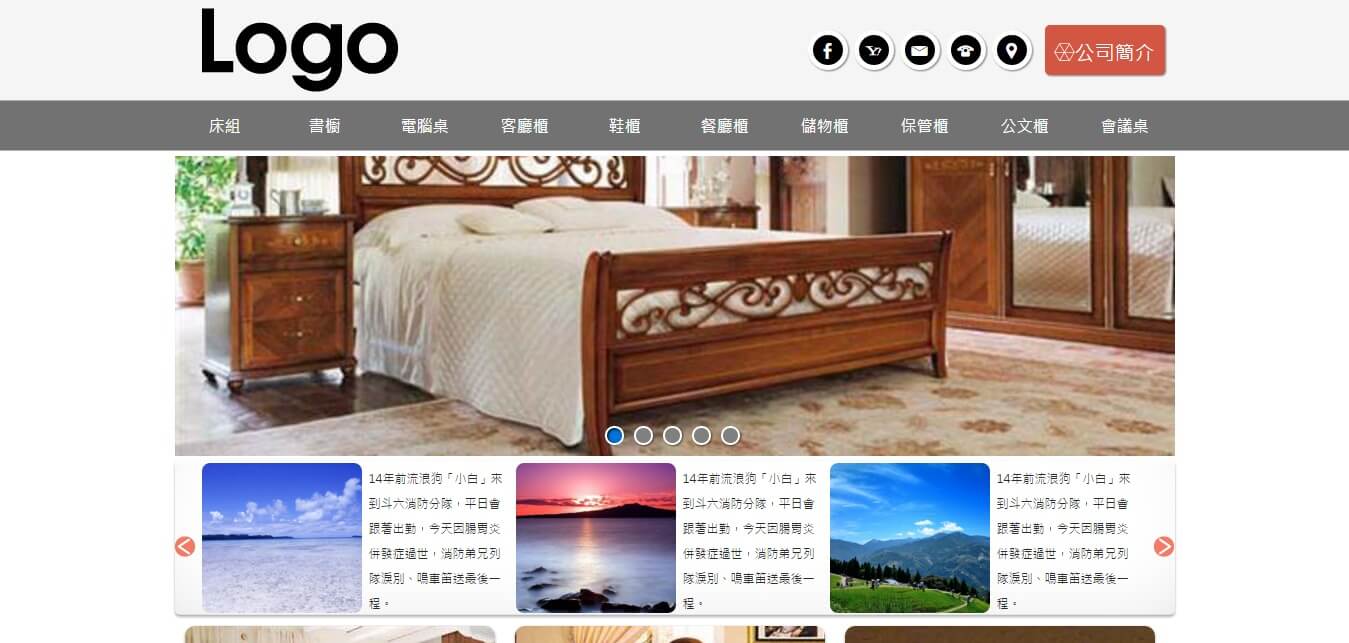 Logo
公司簡介
床組 書櫥 電腦桌 客廳櫃 鞋櫃 餐廳櫃 儲物櫃 保管櫃 公文櫃 會議桌
14年前流浪狗「小白」來
到斗六消防分隊，平日會
跟著出勤，今天因腸胃炎
併發症過世，消防弟兄列
隊淚別、鳴車笛送最後一
程。
14年前流浪狗「小白」來
到斗六消防分隊，平日會
跟著出勤，今天因腸胃炎
併發症過世，消防弟兄列
隊淚別、鳴車笛送最後一
程。
14年前流浪狗「小白」來
到斗六消防分隊，平日會
跟著出勤，今天因腸胃炎
併發症過世，消防弟兄列
隊淚別、鳴車笛送最後一
程。